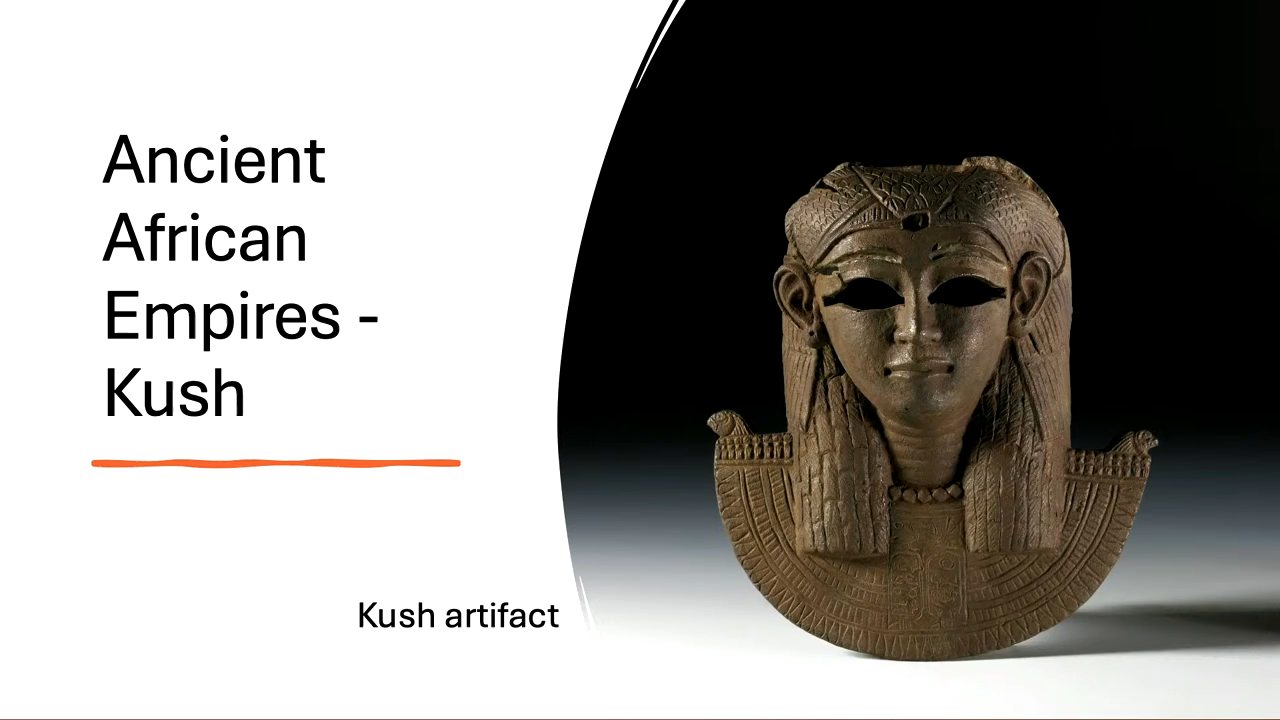 Ancient
African
Empires -
Kush
Kush artifact